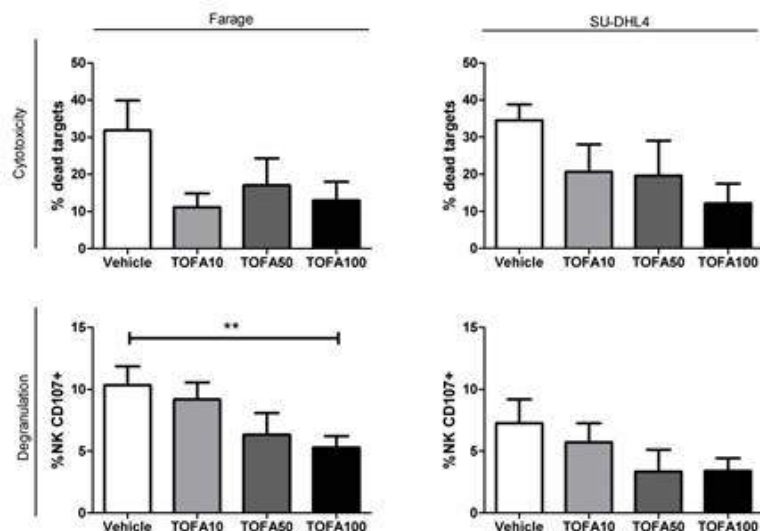 Farage
SU-DHL4
Cytotoxicity
% dead targets
50
40
30
20
10
0
Vehicle TOFA10 TOFA50 TOFA100
% dead targets
50
40
30
20
10
0
Vehicle TOFA10 TOFA50 TOFA100
Degranulation
%NK CD107+
15
10
5
0
**
Vehicle TOFA10 TOFA50 TOFA100
%NK CD107+
15
10
5
0
Vehicle TOFA10 TOFA50 TOFA100